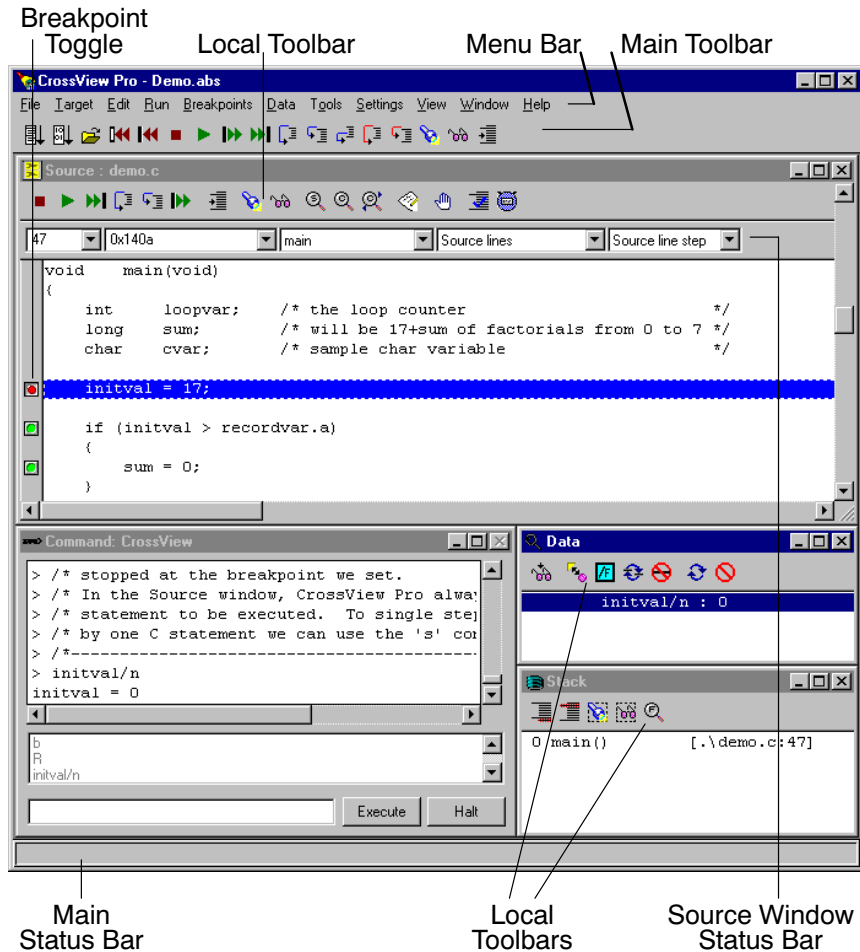 Breakpoint
Toggle
Local Toolbar
Menu Bar
Main Toolbar
CrossView Pro - Demo.abs
File Target Edit Run Breakpoints Data Tools Settings View Window Help
Source : demo.c
47 0x140a main Source lines Source line step
void main(void)
{
int loopvar; /* the loop counter */
long sum; /* will be 17+sum of factorials from 0 to 7 */
char cvar; /* sample char variable */
initval = 17;
if (initval > recordvar.a)
{
sum = 0;
}
Command: CrossView
> /* stopped at the breakpoint we set.
> /* In the Source window, CrossView Pro alway
> /* statement to be executed. To single step
> /* by one C statement we can use the 's' com
> /*-----------------------------------------
> initval/n
initval = 0
b
R
initval/n
Execute Halt
Data
initval/n : 0
Stack
0 main() [.\demo.c:47]
Main
Status Bar
Local
Toolbars
Source Window
Status Bar